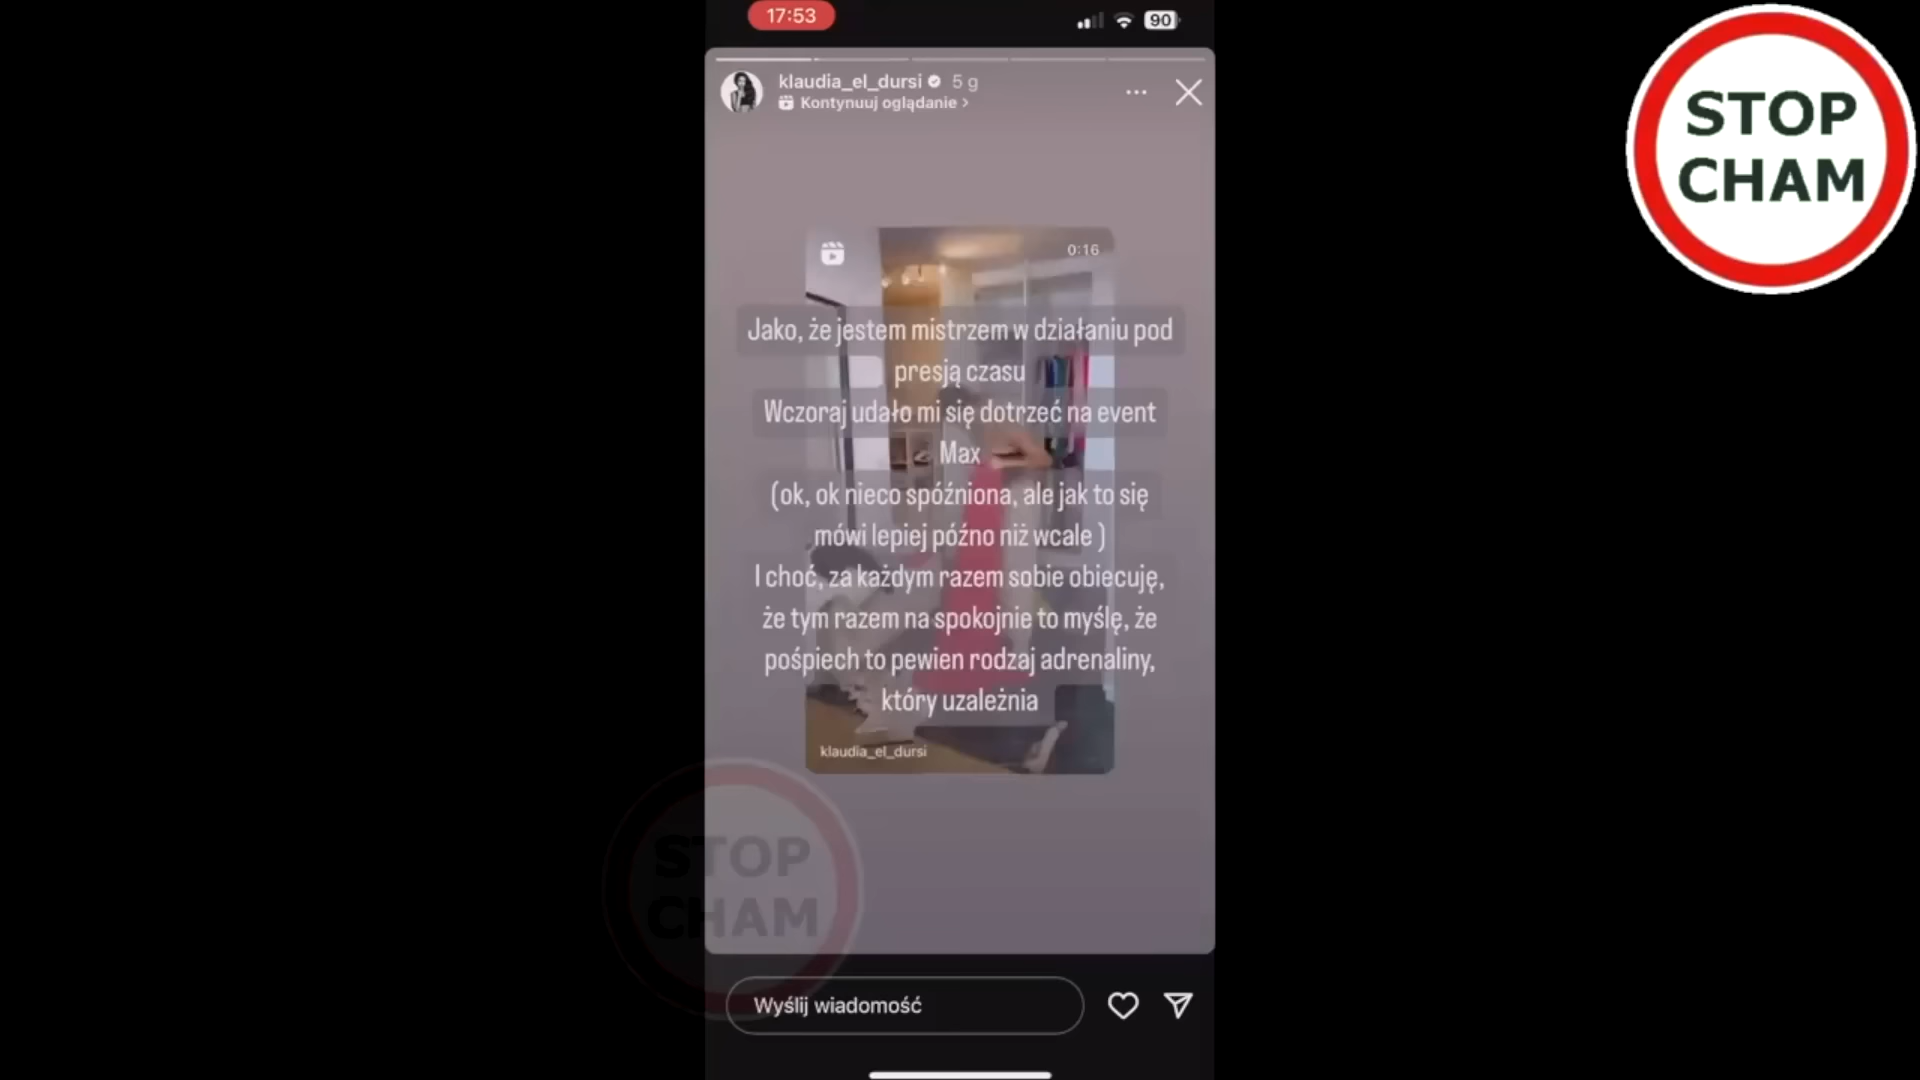 17:53
90
klaudia_el_dursi 5 g
Kontynuuj oglądanie >
STOP
CHAM
0:16
Jako, że jestem mistrzem w działaniu pod
presją czasu
Wczoraj udało mi się dotrzeć na event
Max
(ok, ok nieco spóźniona, ale jak to się
mówi lepiej późno niż wcale )
I choć, za każdym razem sobie obiecuję,
że tym razem na spokojnie to myślę, że
pośpiech to pewien rodzaj adrenaliny,
który uzależnia
klaudia_el_dursi
STOP
CHAM
Wyślij wiadomość